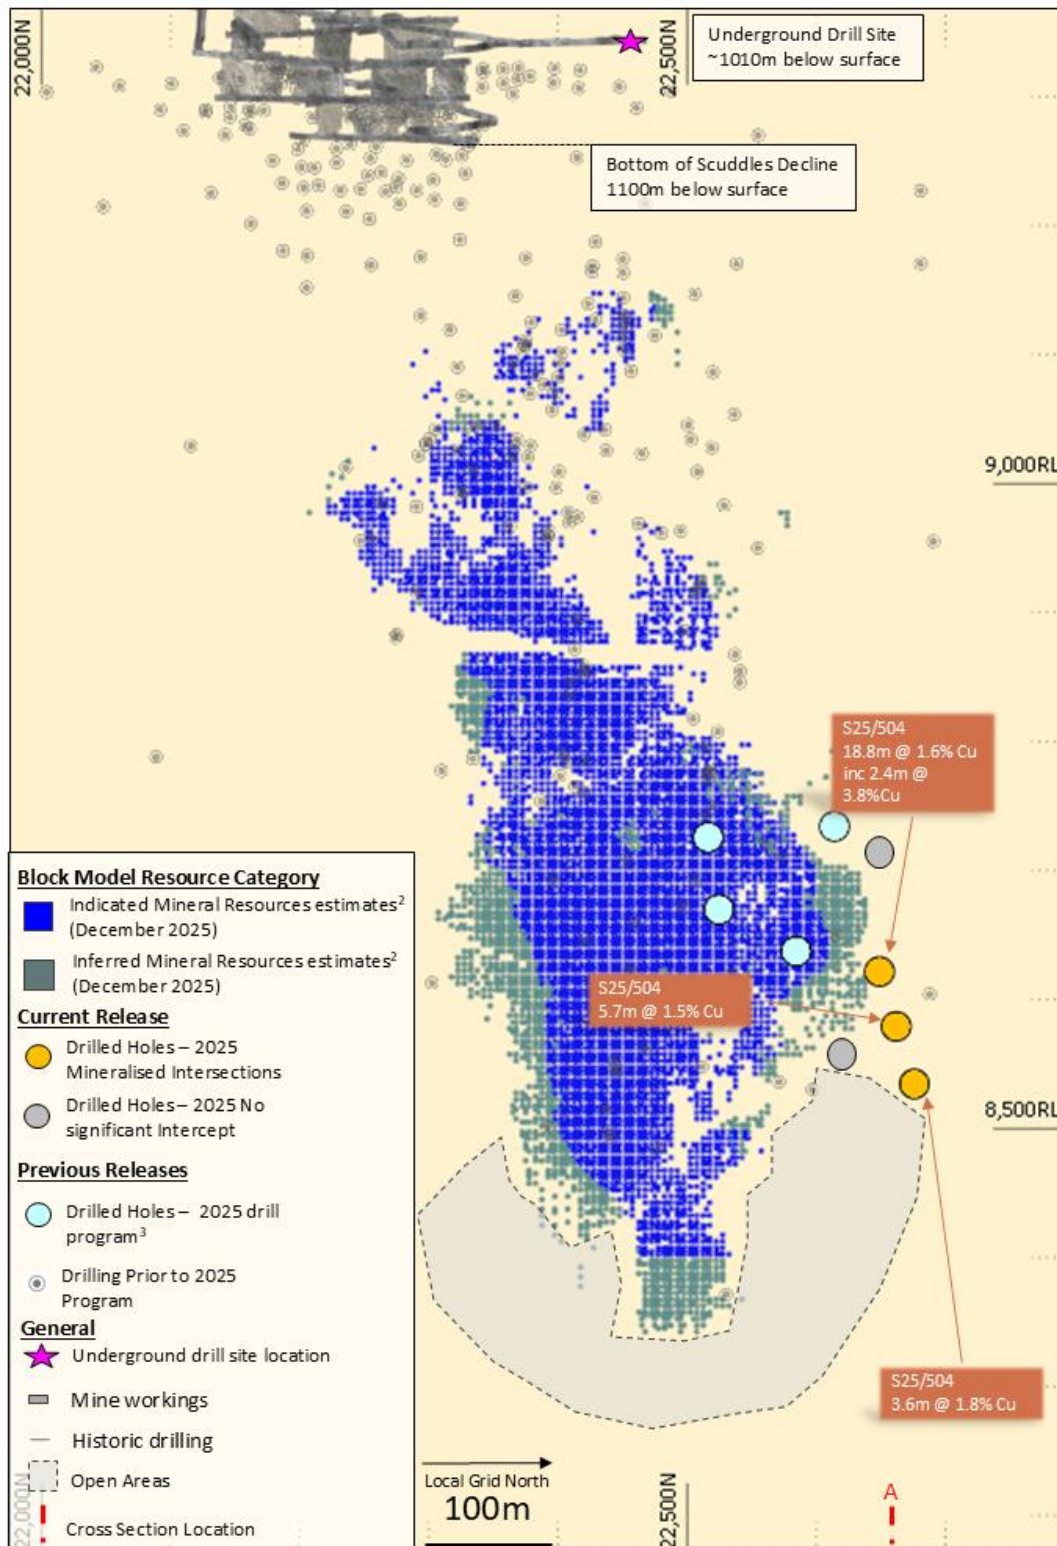 22,000N
22,500N
Underground Drill Site
~1010m below surface
Bottom of Scuddles Decline
1100m below surface
9,000RL
S25/504
18.8m @ 1.6% Cu
inc 2.4m @
3.8%Cu
S25/504
5.7m @ 1.5% Cu
8,500RL
S25/504
3.6m @ 1.8% Cu
Block Model Resource Category
Indicated Mineral Resources estimates2
(December 2025)
Inferred Mineral Resources estimates2
(December 2025)
Current Release
Drilled Holes – 2025
Mineralised Intersections
Drilled Holes – 2025 No
significant Intercept
Previous Releases
Drilled Holes – 2025 drill
program3
Drilling Prior to 2025
Program
General
Underground drill site location
Mine workings
Historic drilling
Open Areas
Cross Section Location
Local Grid North
100m
22,000N
22,500N
A